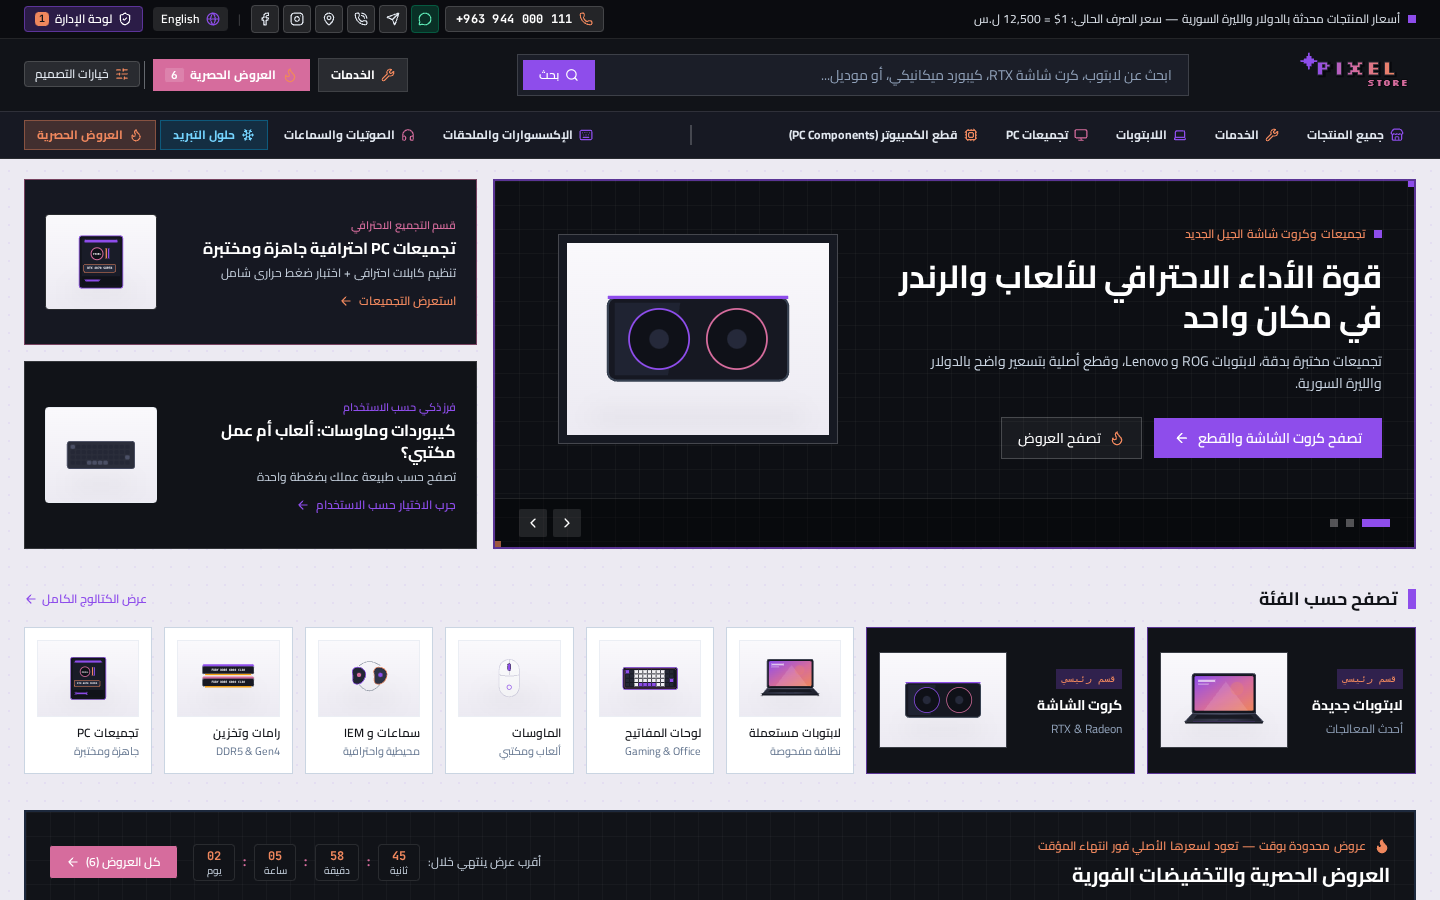 أسعار المنتجات محدثة بالدولار والليرة السورية — سعر الصرف الحالي: 1$ = 12,500 ل.س
+963 944 000 111
English
لوحة الإدارة 1
PIXEL
STORE
ابحث عن لابتوب، كرت شاشة RTX، كيبورد ميكانيكي، أو موديل...
بحث
الخدمات
العروض الحصرية 6
خيارات التصميم
جميع المنتجات
الخدمات
اللابتوبات
تجميعات PC
قطع الكمبيوتر (PC Components)
الإكسسوارات والملحقات
الصوتيات والسماعات
حلول التبريد
العروض الحصرية
تجميعات وكروت شاشة الجيل الجديد
قوة الأداء الاحترافي للألعاب والرندر
في مكان واحد
تجميعات مختبرة بدقة، لابتوبات ROG و Lenovo، وقطع أصلية بتسعير واضح بالدولار
والليرة السورية.
تصفح كروت الشاشة والقطع
تصفح العروض
قسم التجميع الاحترافي
تجميعات PC احترافية جاهزة ومختبرة
تنظيم كابلات احترافي + اختبار ضغط حراري شامل
استعرض التجميعات
فرز ذكي حسب الاستخدام
كيبوردات وماوسات: ألعاب أم عمل
مكتبي؟
تصفح حسب طبيعة عملك بضغطة واحدة
جرب الاختيار حسب الاستخدام
تصفح حسب الفئة
عرض الكتالوج الكامل
قسم رئيسي
لابتوبات جديدة
أحدث المعالجات
قسم رئيسي
كروت الشاشة
RTX & Radeon
لابتوبات مستعملة
نظافة مفحوصة
لوحات المفاتيح
Gaming & Office
الماوسات
ألعاب ومكتبي
سماعات و IEM
محيطية واحترافية
رامات وتخزين
DDR5 & Gen4
تجميعات PC
جاهزة ومختبرة
عروض محدودة بوقت — تعود لسعرها الأصلي فور انتهاء المؤقت
العروض الحصرية والتخفيضات الفورية
أقرب عرض ينتهي خلال:
45 : 58 : 05 : 02
ثانية دقيقة ساعة يوم
كل العروض (6)